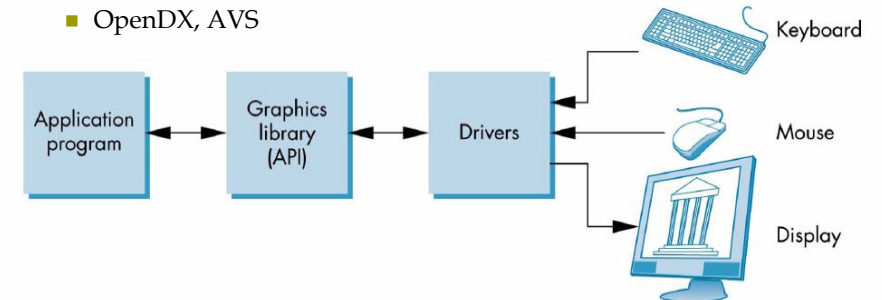 OpenDX, AVS
Keyboard
Application
program
Graphics
library
(API)
Drivers
Mouse
Display